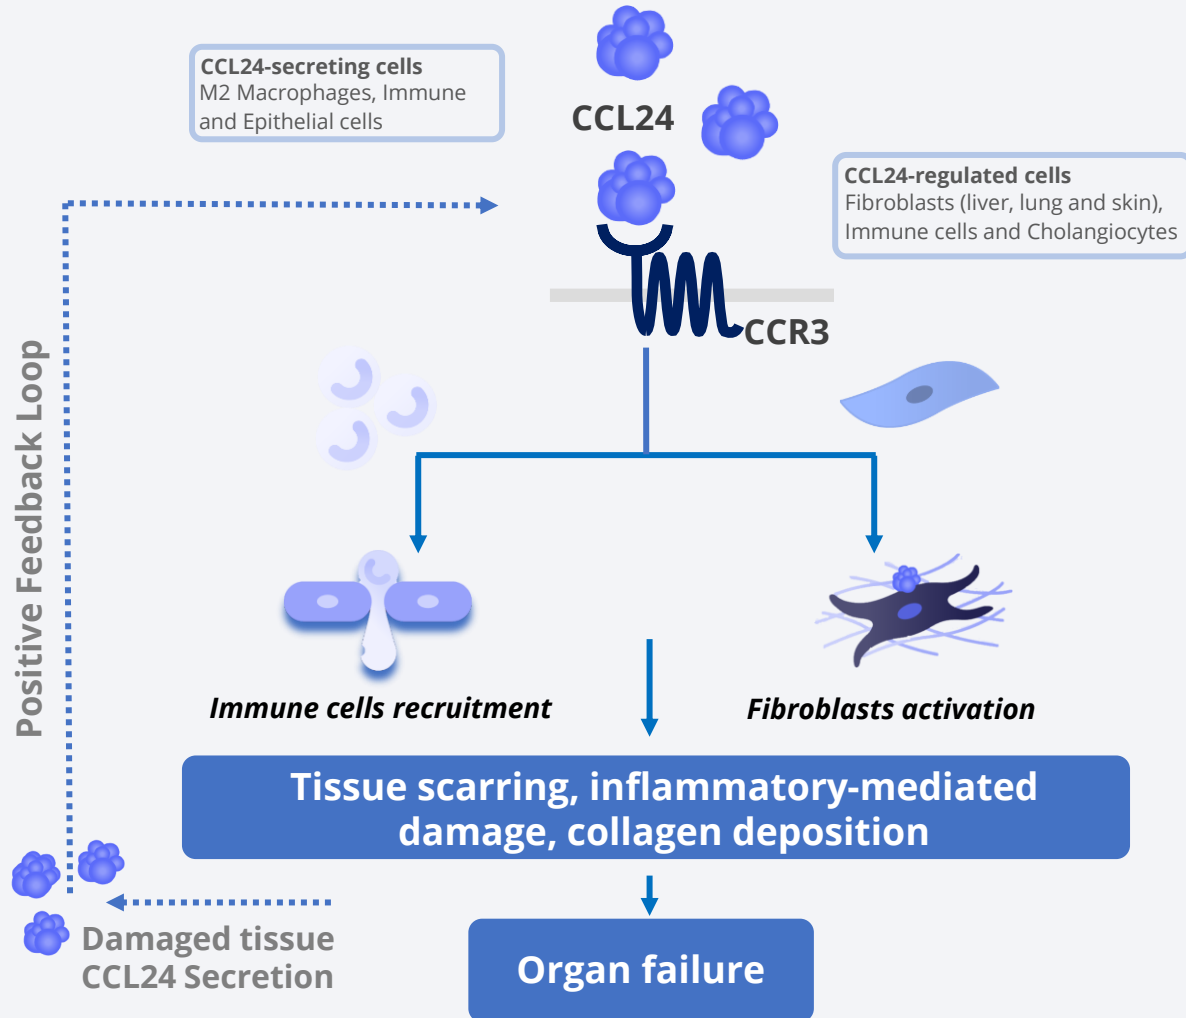 CCL24-secreting cells
M2 Macrophages, Immune
and Epithelial cells
CCL24
CCL24-regulated cells
Fibroblasts (liver, lung and skin),
Immune cells and Cholangiocytes
CCR3
Positive Feedback Loop
Immune cells recruitment
Fibroblasts activation
Tissue scarring, inflammatory-mediated
damage, collagen deposition
Damaged tissue
CCL24 Secretion
Organ failure